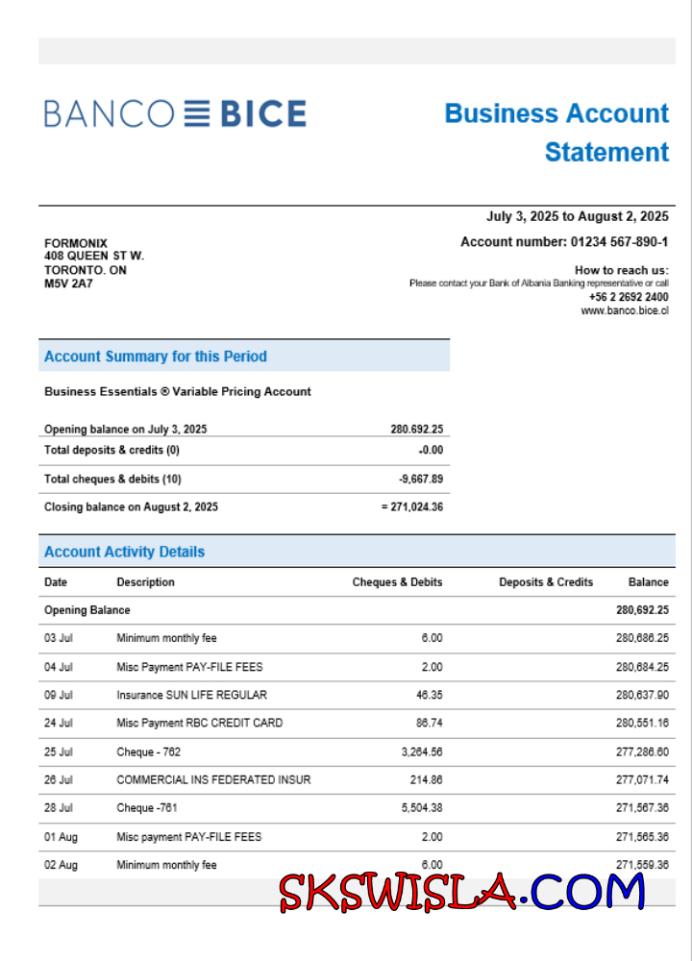 BANCO BICE
Business Account
Statement
July 3, 2025 to August 2, 2025
Account number: 01234 567-890-1
FORMONIX
408 QUEEN ST W.
TORONTO. ON
M5V 2A7
How to reach us:
Please contact your Bank of Albania Banking representative or call
+56 2 2692 2400
www.banco.bice.cl
Account Summary for this Period
Business Essentials ® Variable Pricing Account
Opening balance on July 3, 2025 280.692.25
Total deposits & credits (0) -0.00
Total cheques & debits (10) -9,667.89
Closing balance on August 2, 2025 = 271,024.36
Account Activity Details
Date Description Cheques & Debits Deposits & Credits Balance
Opening Balance 280,692.25
03 Jul Minimum monthly fee 6.00 280,686.25
04 Jul Misc Payment PAY-FILE FEES 2.00 280,684.25
09 Jul Insurance SUN LIFE REGULAR 46.35 280,637.90
24 Jul Misc Payment RBC CREDIT CARD 86.74 280,551.16
25 Jul Cheque - 762 3,264.56 277,286.60
26 Jul COMMERCIAL INS FEDERATED INSUR 214.86 277,071.74
28 Jul Cheque -761 5,504.38 271,567.36
01 Aug Misc payment PAY-FILE FEES 2.00 271,565.36
02 Aug Minimum monthly fee 6.00 271,559.36
SKSWISLA.COM